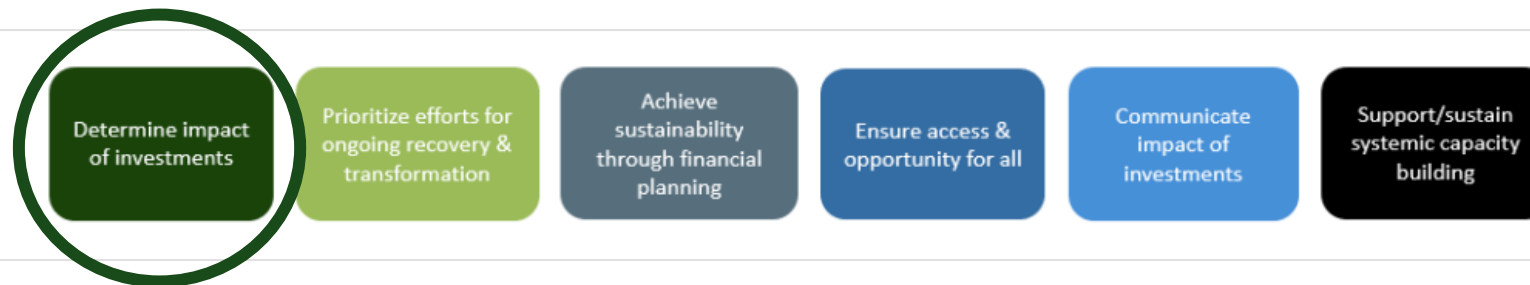 Determine impact
of investments
Prioritize efforts for
ongoing recovery &
transformation
Achieve
sustainability
through financial
planning
Ensure access &
opportunity for all
Communicate
impact of
investments
Support/sustain
systemic capacity
building